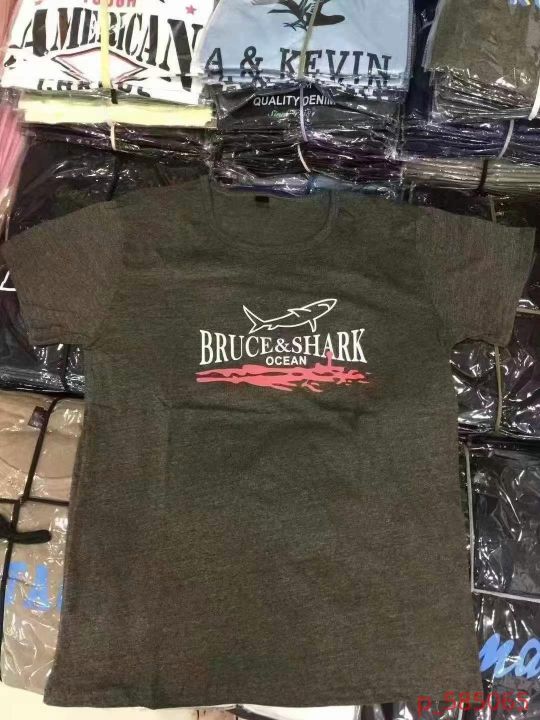 AMERICAN
A & KEVIN
QUALITY DENIM
BRUCE & SHARK
OCEAN
p_585065